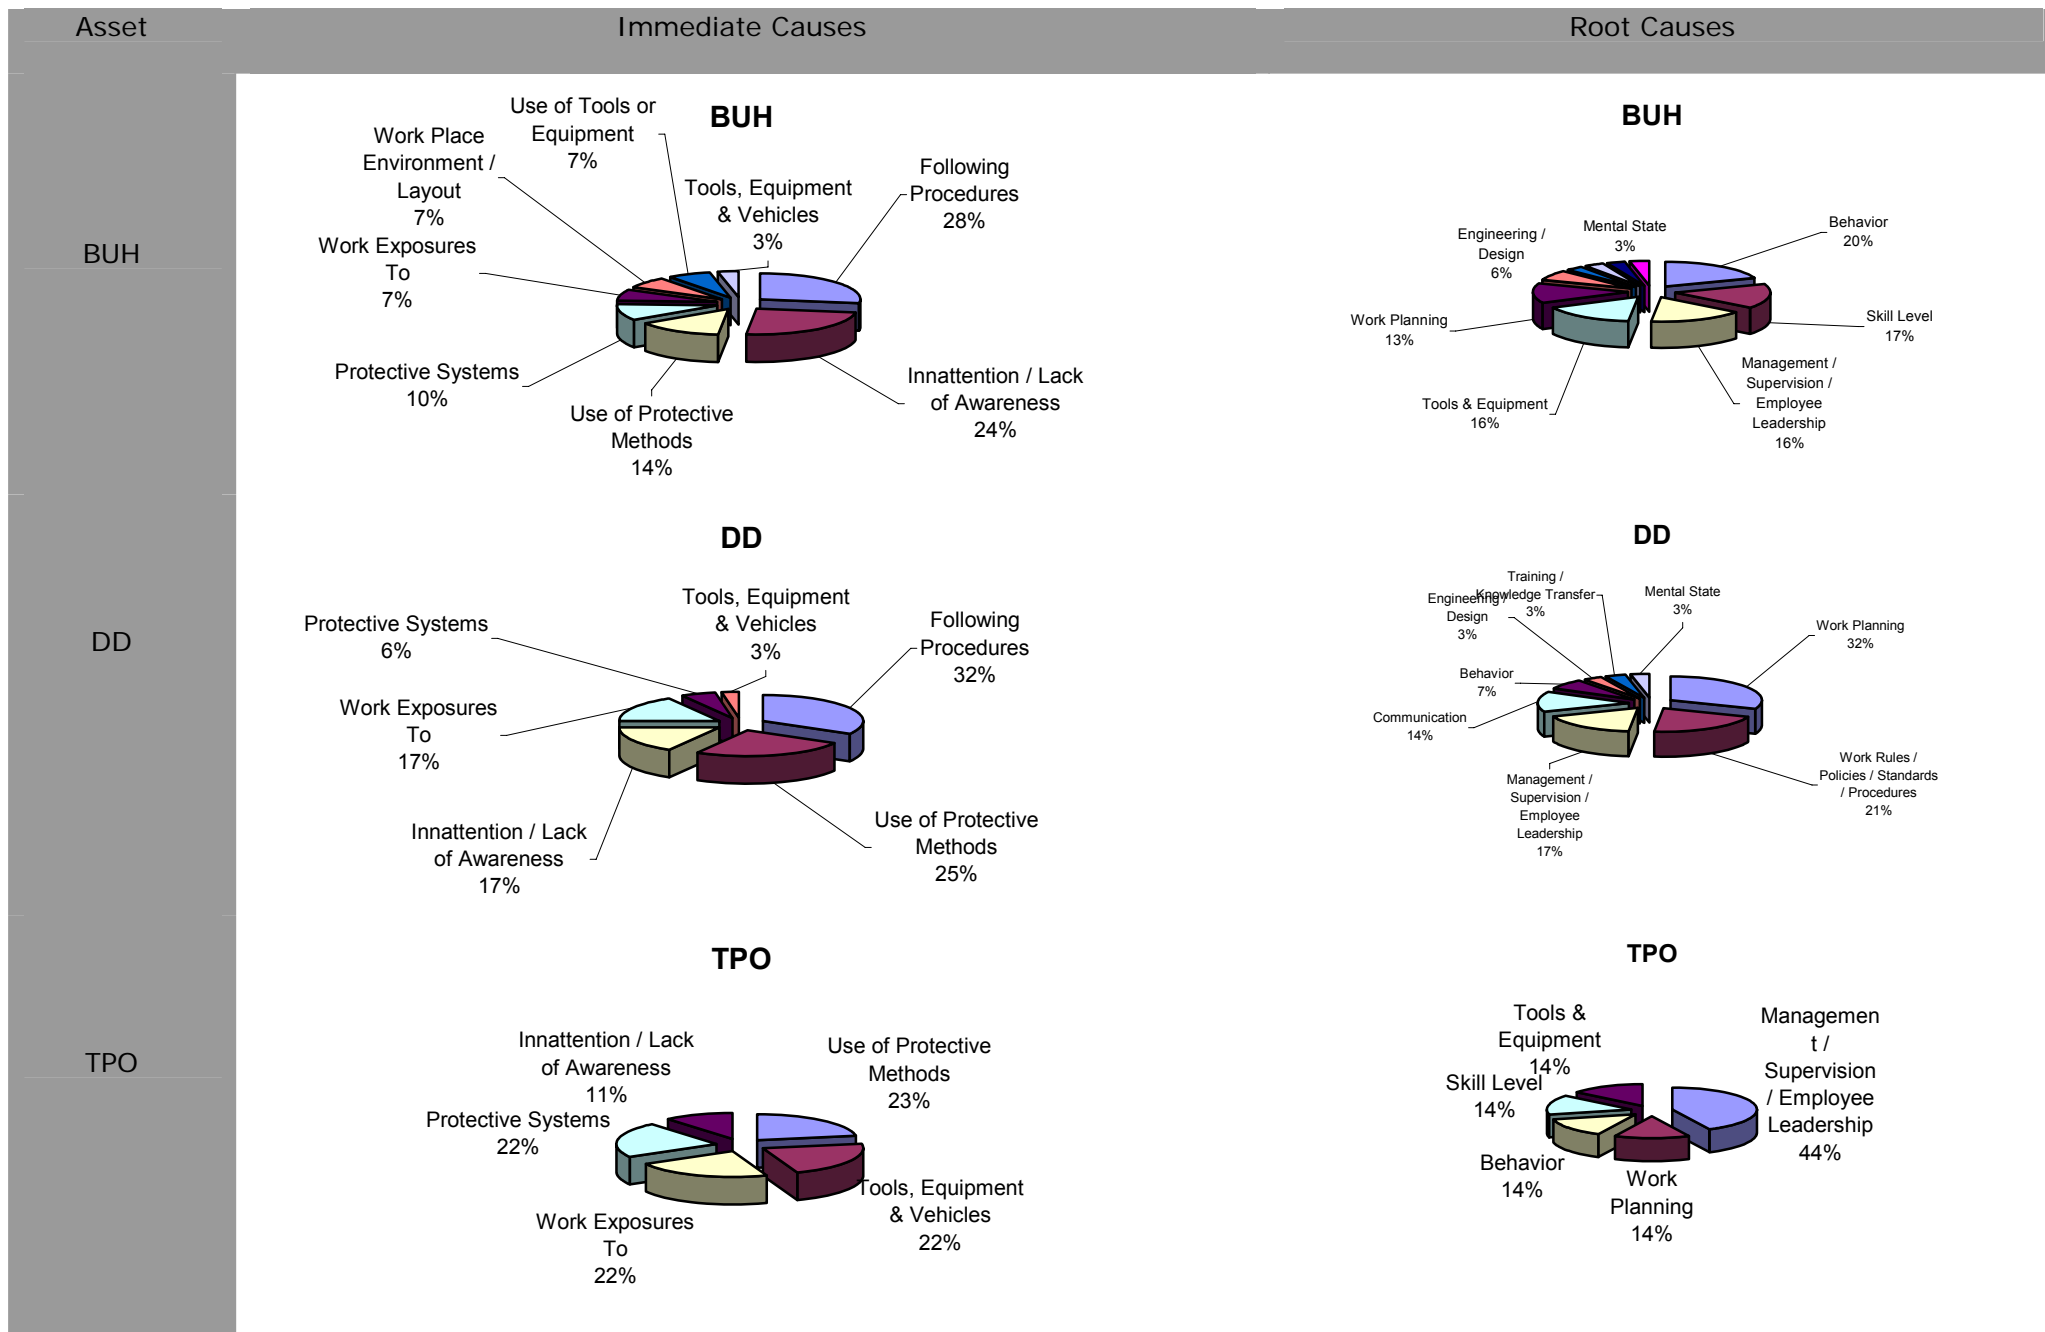 Asset
Immediate Causes
Root Causes
BUH
BUH
Use of Tools or
Equipment
7%
Work Place
Environment /
Layout
7%
Tools, Equipment
& Vehicles
3%
Following
Procedures
28%
Work Exposures
To
7%
Protective Systems
10%
Use of Protective
Methods
14%
Innattention / Lack
of Awareness
24%
BUH
Mental State
3%
Behavior
20%
Engineering /
Design
6%
Work Planning
13%
Skill Level
17%
Tools & Equipment
16%
Management /
Supervision /
Employee
Leadership
16%
DD
DD
Tools, Equipment
& Vehicles
3%
Protective Systems
6%
Following
Procedures
32%
Work Exposures
To
17%
Innattention / Lack
of Awareness
17%
Use of Protective
Methods
25%
DD
Training /
Knowledge Transfer
3%
Engineering /
Design
3%
Mental State
3%
Work Planning
32%
Behavior
7%
Communication
14%
Management /
Supervision /
Employee
Leadership
17%
Work Rules /
Policies / Standards
/ Procedures
21%
TPO
TPO
Innattention / Lack
of Awareness
11%
Use of Protective
Methods
23%
Protective Systems
22%
Work Exposures
To
22%
Tools, Equipment
& Vehicles
22%
TPO
Tools &
Equipment
14%
Managemen
t /
Supervision
/ Employee
Leadership
44%
Skill Level
14%
Behavior
14%
Work
Planning
14%